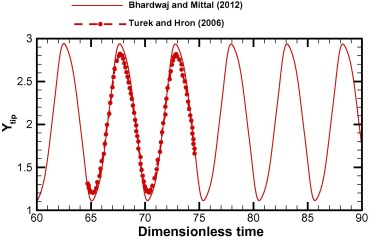 Bhardwaj and Mittal (2012)
Turek and Hron (2006)
3
2.5
2
1.5
1
Ytip
60 65 70 75 80 85 90
Dimensionless time